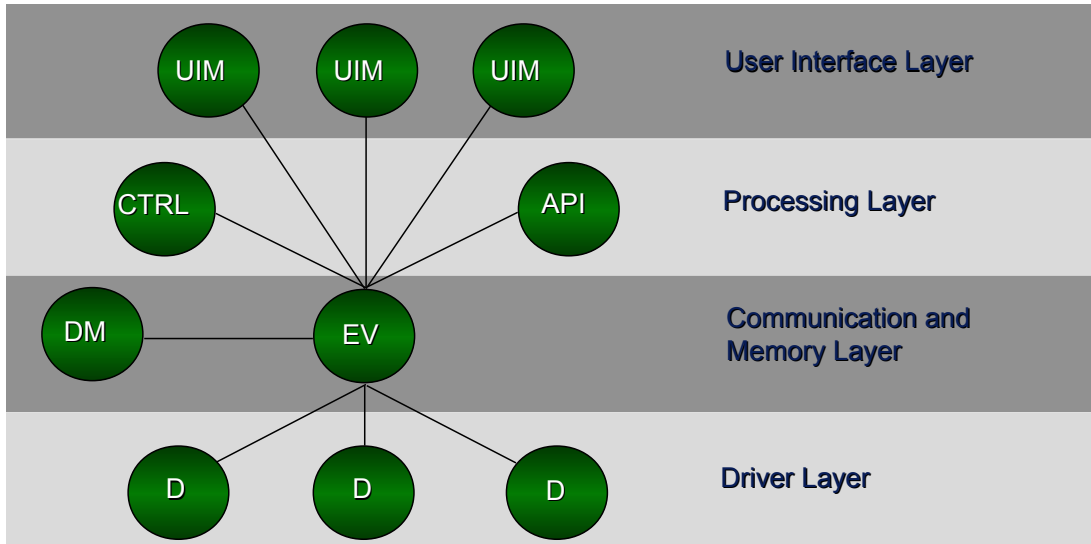 UIM UIM UIM User Interface Layer
CTRL API Processing Layer
DM EV Communication and
Memory Layer
D D D Driver Layer